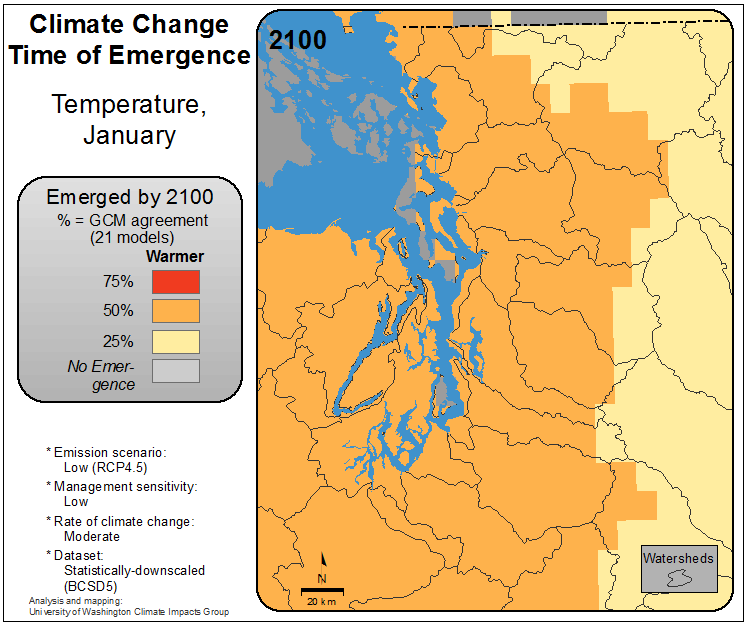 Climate Change
Time of Emergence
Temperature,
January
Emerged by 2100
% = GCM agreement
(21 models)
Warmer
75%
50%
25%
No Emer-
gence
* Emission scenario:
Low (RCP4.5)
* Management sensitivity:
Low
* Rate of climate change:
Moderate
* Dataset:
Statistically-downscaled
(BCSD5)
Analysis and mapping:
University of Washington Climate Impacts Group
2100
N
20 km
Watersheds